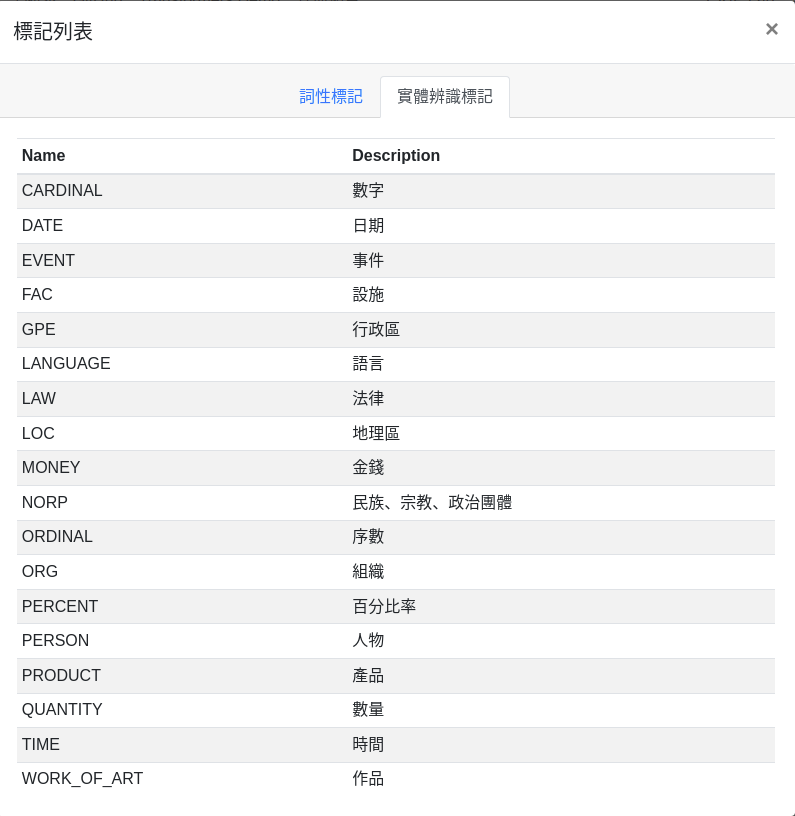 標記列表 ×
詞性標記 實體辨識標記
Name Description
CARDINAL 數字
DATE 日期
EVENT 事件
FAC 設施
GPE 行政區
LANGUAGE 語言
LAW 法律
LOC 地理區
MONEY 金錢
NORP 民族、宗教、政治團體
ORDINAL 序數
ORG 組織
PERCENT 百分比率
PERSON 人物
PRODUCT 產品
QUANTITY 數量
TIME 時間
WORK_OF_ART 作品